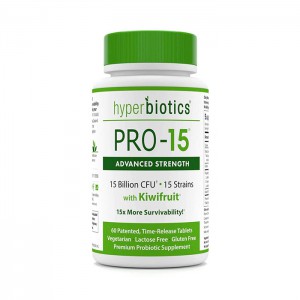 hyperbiotics®
PRO-15®
ADVANCED STRENGTH
15 Billion CFU† • 15 Strains
with Kiwifruit
15x More Survivability!
60 Patented, Time-Release Tablets
Vegetarian Lactose Free Gluten Free
Premium Probiotic Supplement